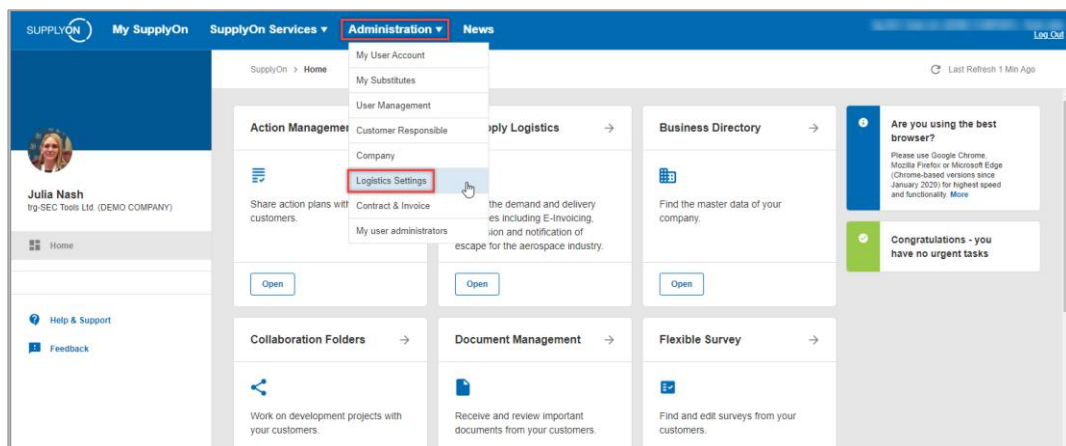 SUPPLYON
My SupplyOn
SupplyOn Services ▾
Administration ▾
News
Log Out
My User Account
My Substitutes
User Management
Customer Responsible
Company
Logistics Settings
Contract & Invoice
My user administrators
SupplyOn > Home
Last Refresh 1 Min Ago
Julia Nash
trg-SEC Tools Ltd. (DEMO COMPANY)
Home
Help & Support
Feedback
Share action plans
customers.
Open
Logistics
the demand and delivery
including E-Invoicing,
and notification of
escape for the aerospace industry.
Open
Business Directory
Find the master data of your
company.
Open
Are you using the best
browser?
Please use Google Chrome,
Mozilla Firefox or Microsoft Edge
(Chrome-based versions since
January 2020) for highest speed
and functionality. More
Congratulations - you
have no urgent tasks
Collaboration Folders
Work on development projects with
your customers.
Document Management
Receive and review important
documents from your customers.
Flexible Survey
Find and edit surveys from your
customers.